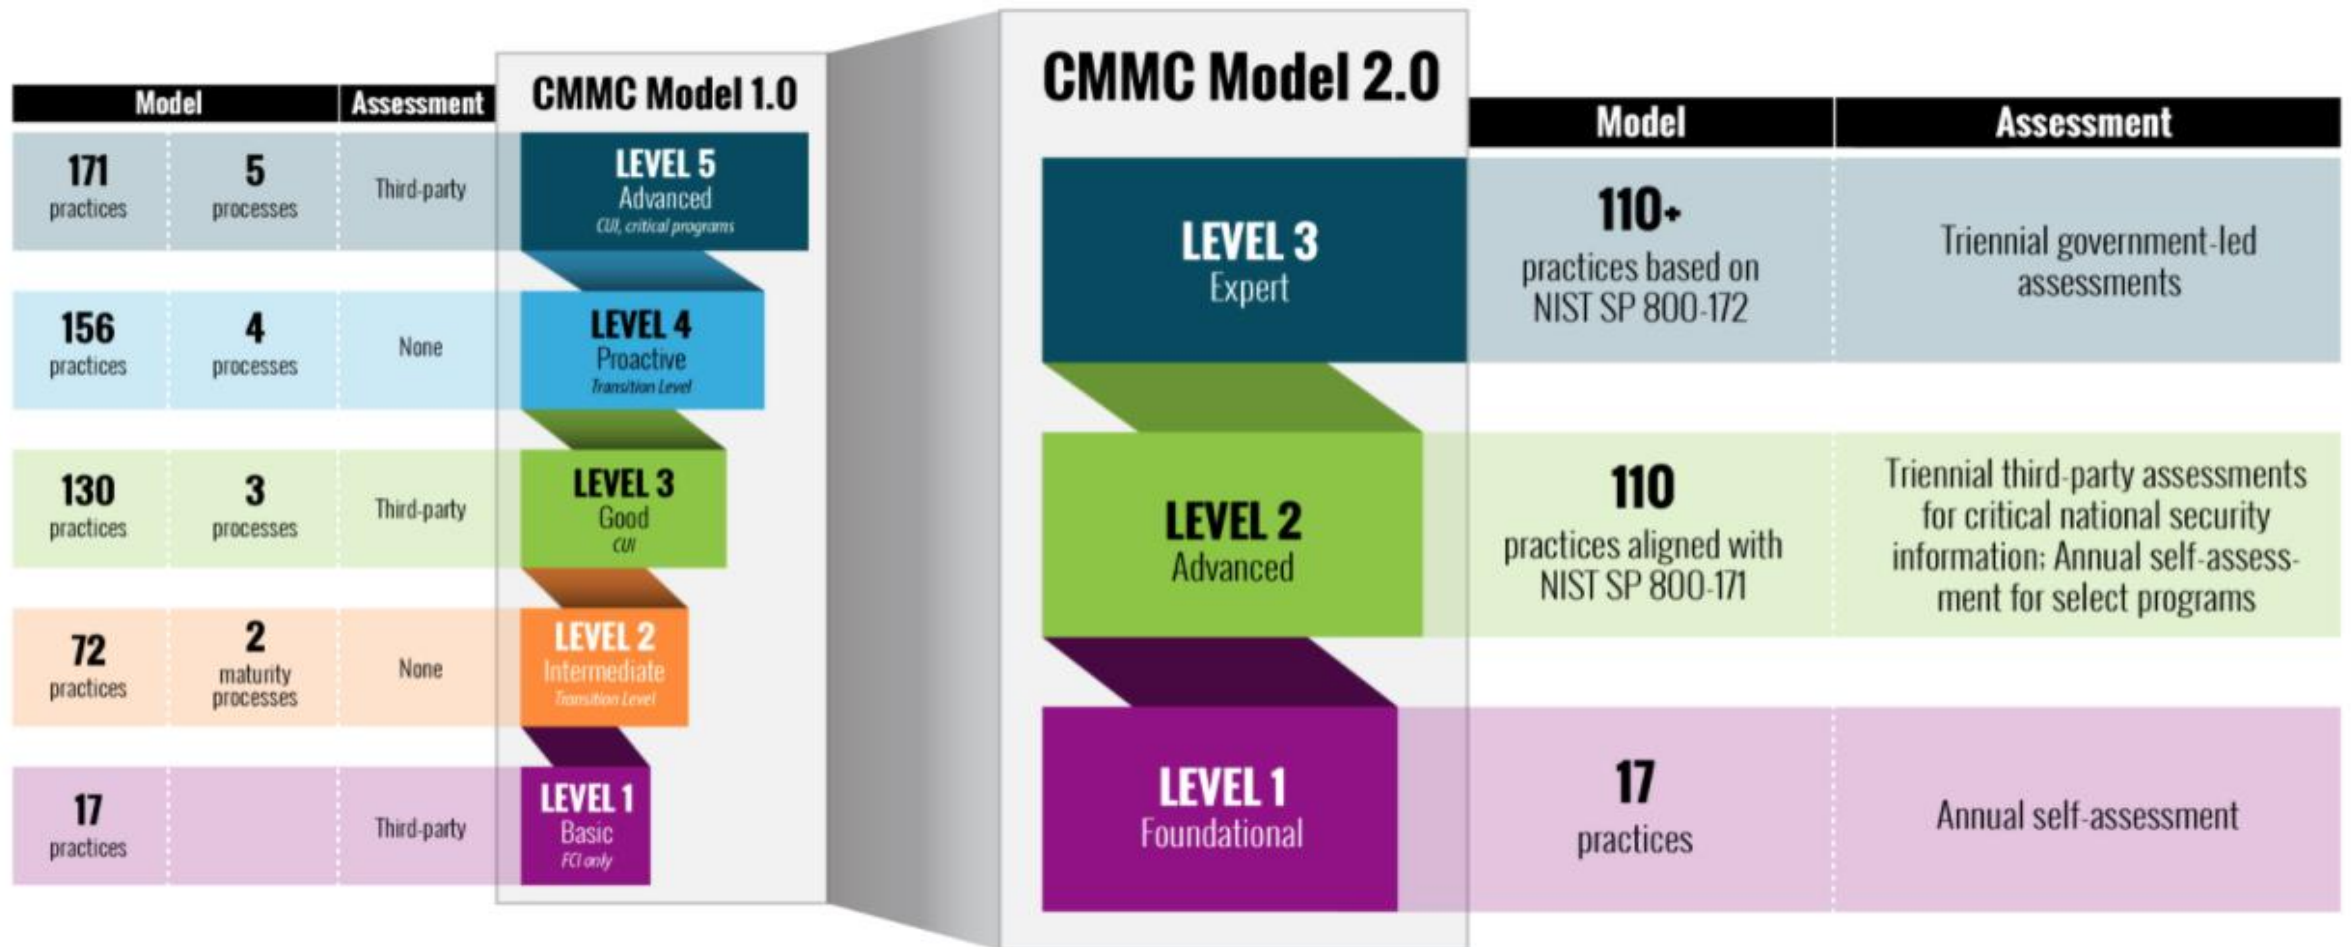 CMMC Model 1.0
Model
Assessment
171
practices
5
processes
Third-party
LEVEL 5
Advanced
CUI, critical programs
156
practices
4
processes
None
LEVEL 4
Proactive
Transition Level
130
practices
3
processes
Third-party
LEVEL 3
Good
CUI
72
practices
2
maturity
processes
None
LEVEL 2
Intermediate
Transition Level
17
practices
Third-party
LEVEL 1
Basic
FCI only
CMMC Model 2.0
Model
Assessment
LEVEL 3
Expert
110+
practices based on
NIST SP 800-172
Triennial government-led
assessments
LEVEL 2
Advanced
110
practices aligned with
NIST SP 800-171
Triennial third-party assessments
for critical national security
information; Annual self-assess-
ment for select programs
LEVEL 1
Foundational
17
practices
Annual self-assessment